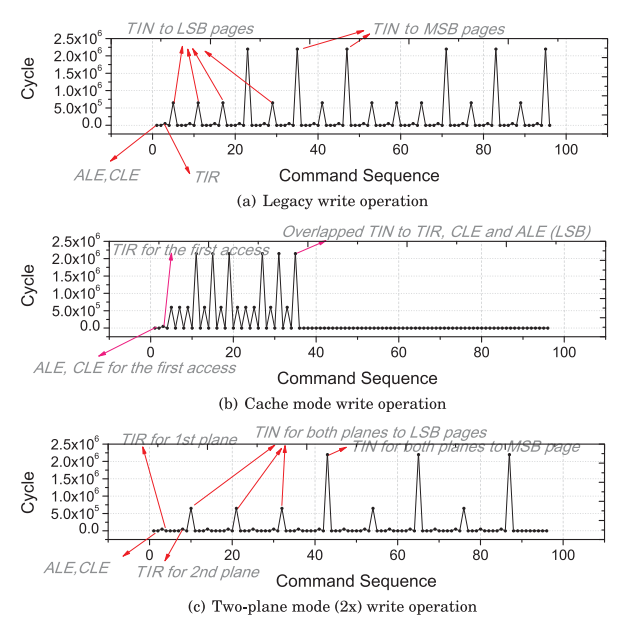 TIN to LSB pages
TIN to MSB pages
2.5x10⁶
2.0x10⁶
1.5x10⁶
1.0x10⁶
5.0x10⁵
0.0
Cycle
0 20 40 60 80 100
ALE,CLE
TIR
Command Sequence
(a) Legacy write operation
Overlapped TIN to TIR, CLE and ALE (LSB)
TIR for the first access
2.5x10⁶
2.0x10⁶
1.5x10⁶
1.0x10⁶
5.0x10⁵
0.0
Cycle
0 20 40 60 80 100
ALE, CLE for the first access
Command Sequence
(b) Cache mode write operation
TIR for 1st plane
TIN for both planes to LSB pages
TIN for both planes to MSB page
2.5x10⁶
2.0x10⁶
1.5x10⁶
1.0x10⁶
5.0x10⁵
0.0
Cycle
0 20 40 60 80 100
ALE,CLE
TIR for 2nd plane
Command Sequence
(c) Two-plane mode (2x) write operation